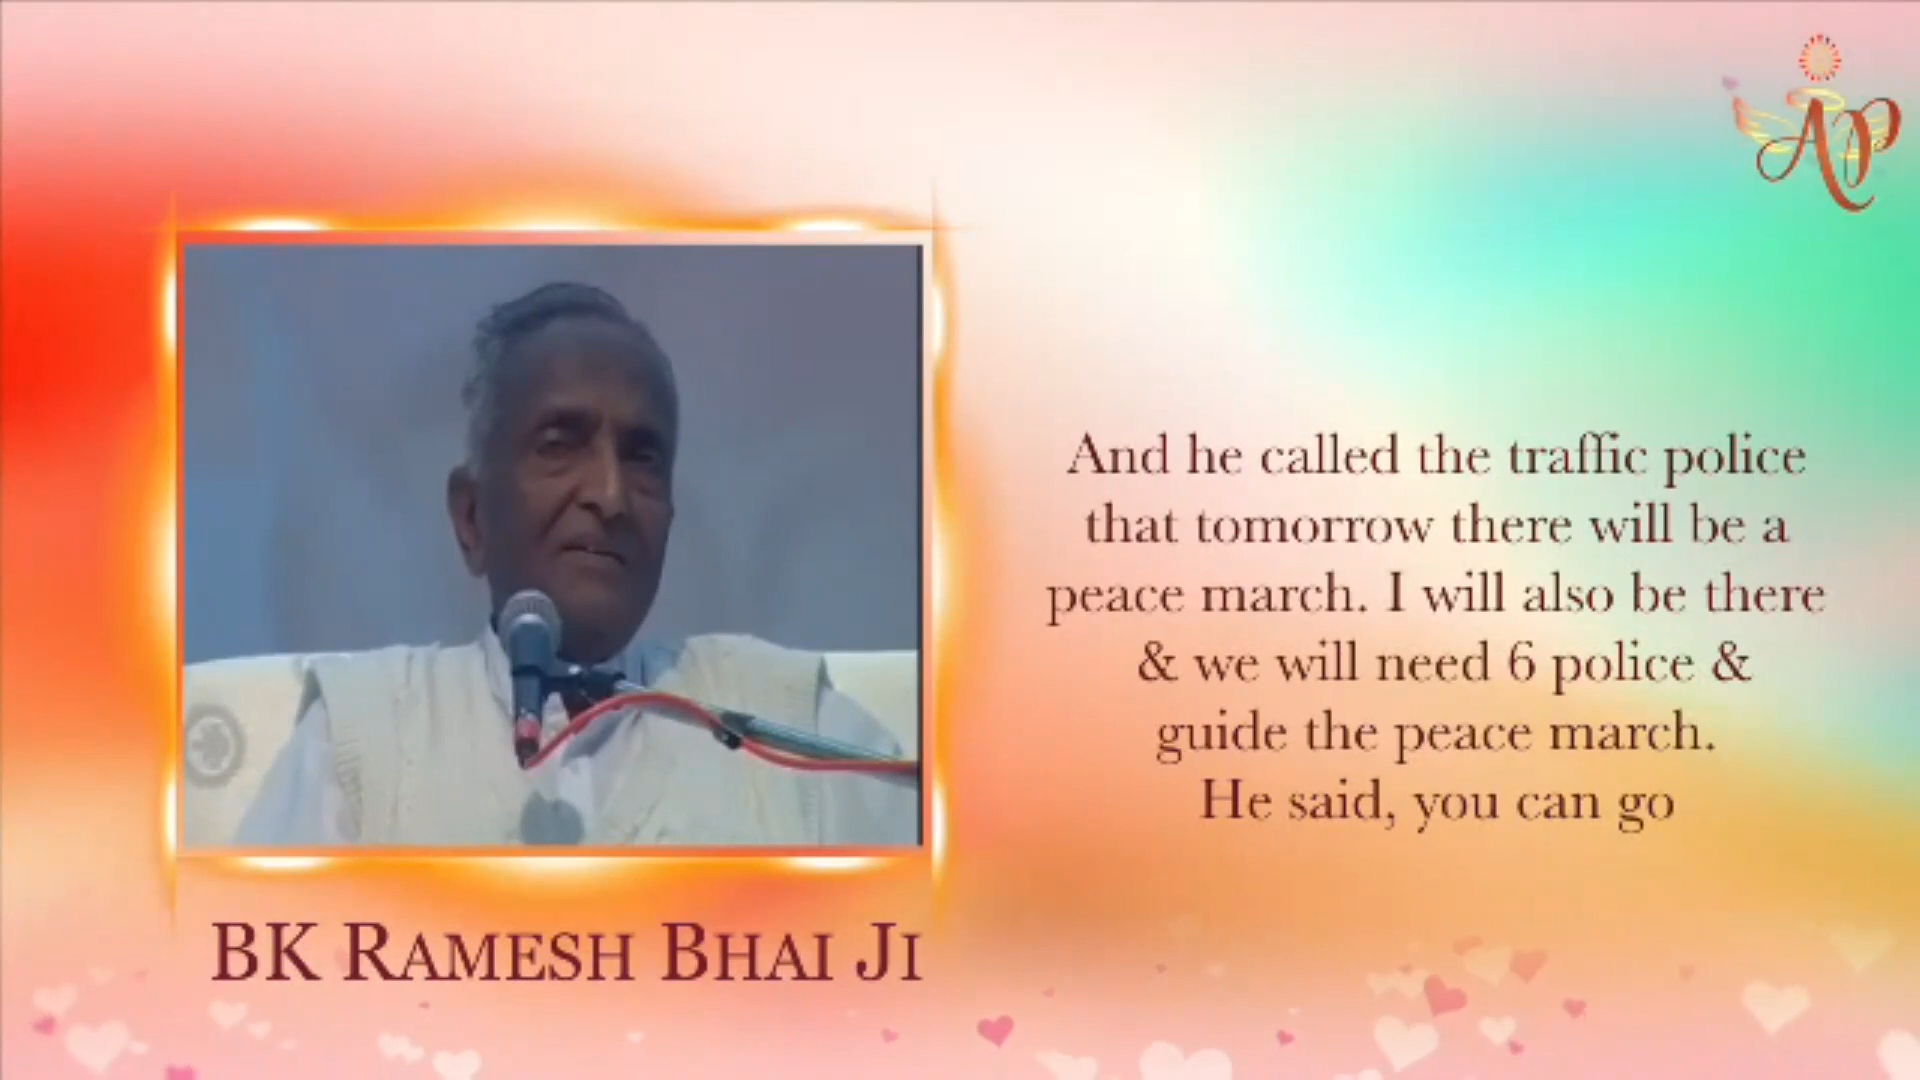 AP
And he called the traffic police
that tomorrow there will be a
peace march. I will also be there
& we will need 6 police &
guide the peace march.
He said, you can go
BK RAMESH BHAI JI